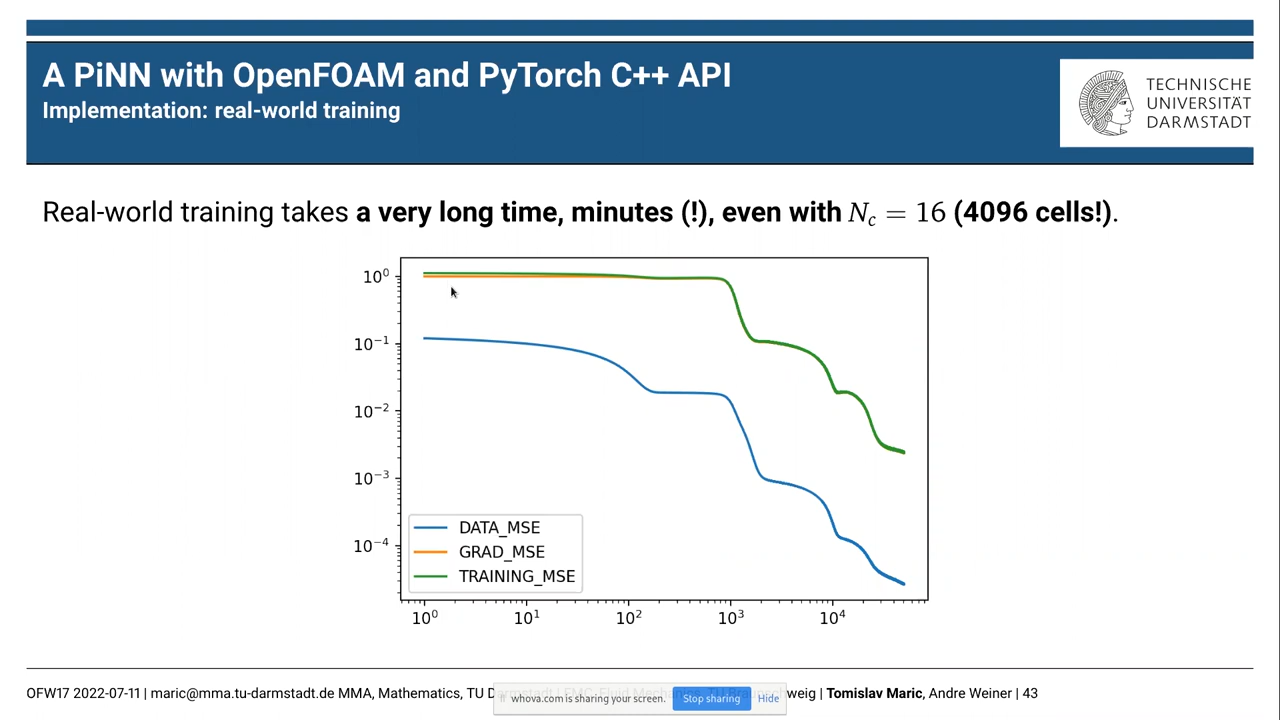 A PiNN with OpenFOAM and PyTorch C++ API
Implementation: real-world training
TECHNISCHE
UNIVERSITÄT
DARMSTADT
Real-world training takes a very long time, minutes (!), even with N_c = 16 (4096 cells!).
10⁰
10⁻¹
10⁻²
10⁻³
10⁻⁴
DATA_MSE
GRAD_MSE
TRAINING_MSE
10⁰ 10¹ 10² 10³ 10⁴
OFW17 2022-07-11 | maric@mma.tu-darmstadt.de MMA, Mathematics, TU | Tomislav Maric, Andre Weiner | 43
whova.com is sharing your screen. Stop sharing Hide